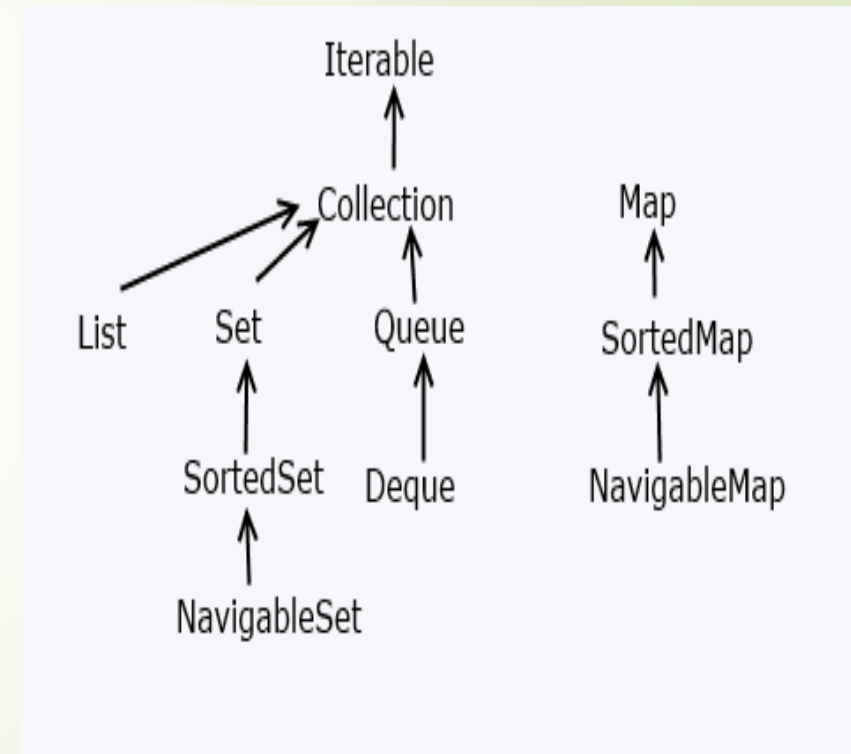 Iterable
Collection Map
List Set Queue SortedMap
SortedSet Deque NavigableMap
NavigableSet